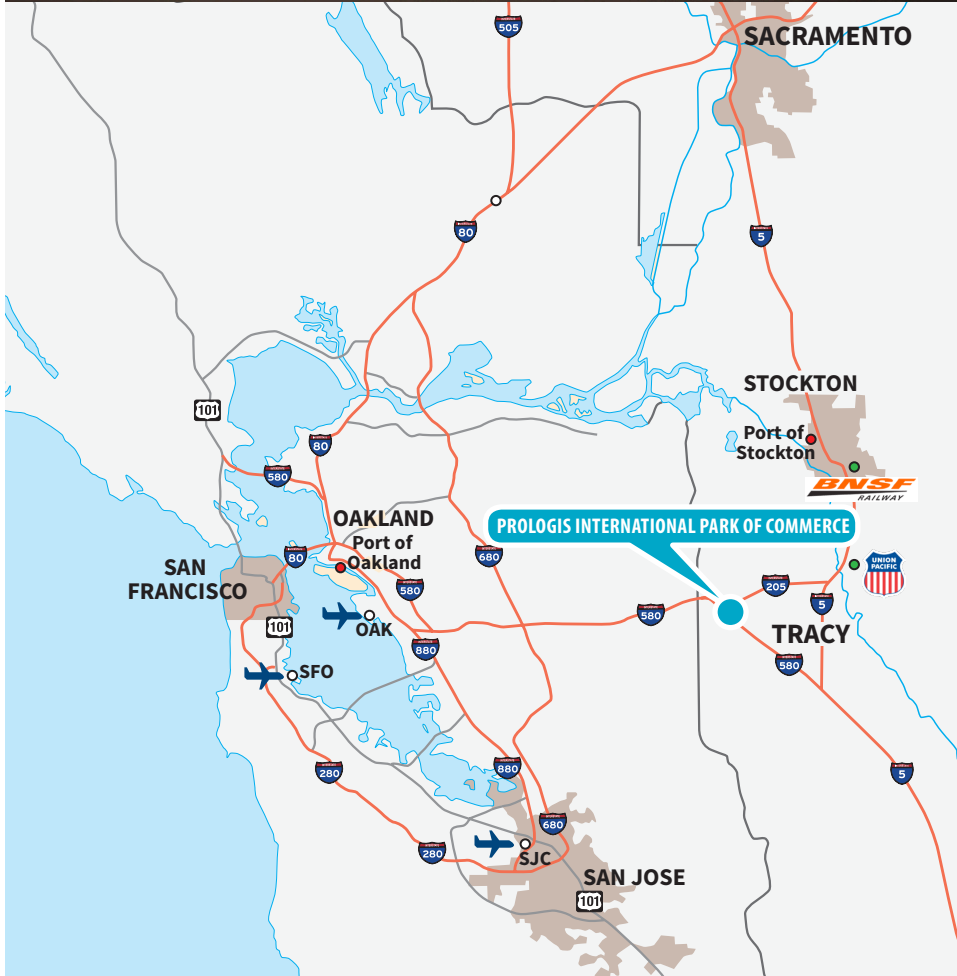 505
SACRAMENTO
80
5
STOCKTON
101
Port of
Stockton
80
580
BNSF
RAILWAY
OAKLAND
PROLOGIS INTERNATIONAL PARK OF COMMERCE
Port of
Oakland
80
680
SAN
FRANCISCO
UNION
PACIFIC
580
205
580
5
101
OAK
TRACY
880
580
SFO
280
880
5
680
280
SJC
SAN JOSE
101